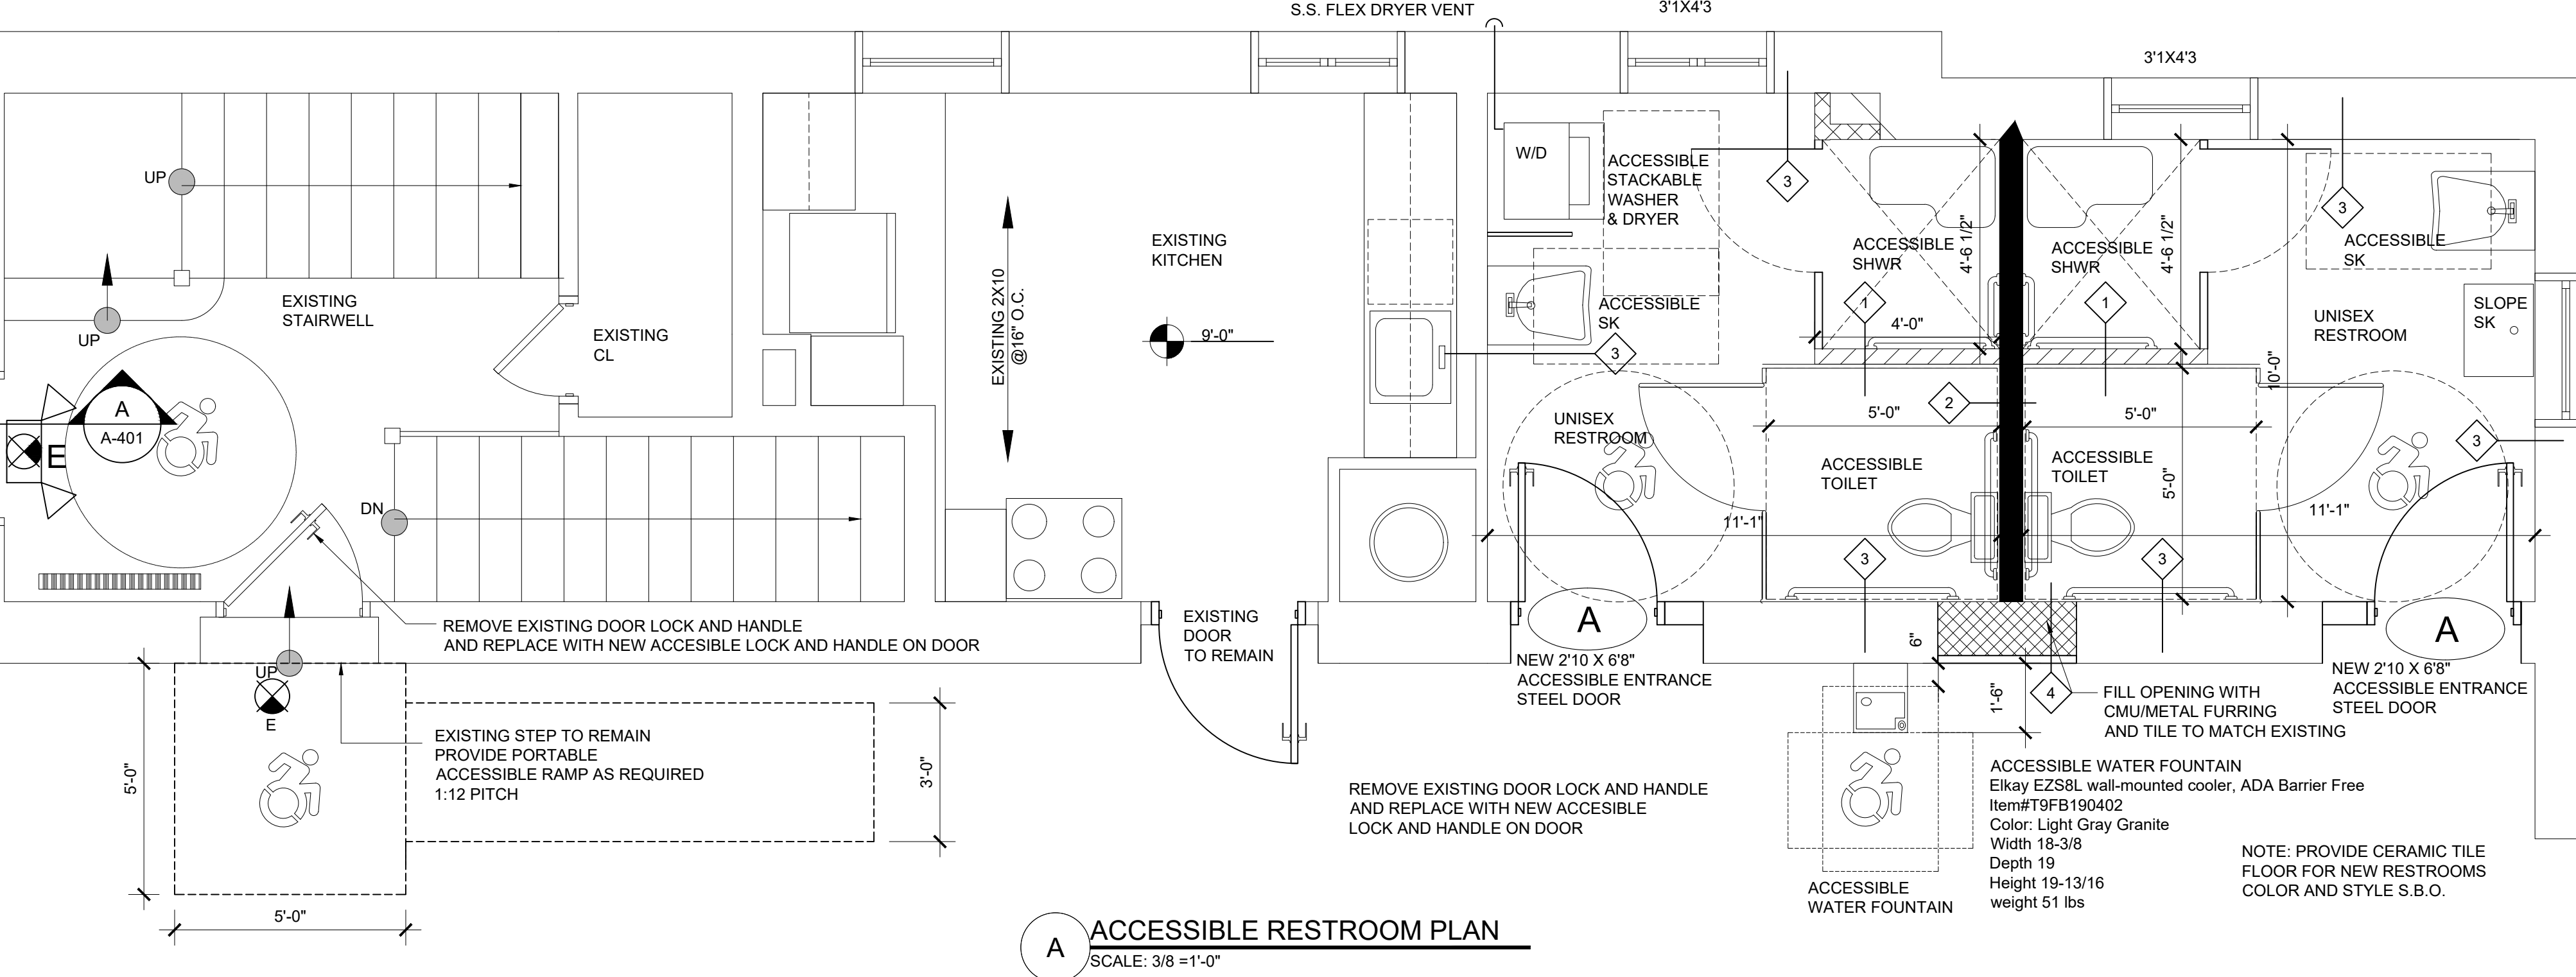 S.S. FLEX DRYER VENT
3'1X4'3
3'1X4'3
UP
UP
EXISTING
STAIRWELL
EXISTING
CL
A
A-401
E
DN
REMOVE EXISTING DOOR LOCK AND HANDLE
AND REPLACE WITH NEW ACCESIBLE LOCK AND HANDLE ON DOOR
UP
E
EXISTING STEP TO REMAIN
PROVIDE PORTABLE
ACCESSIBLE RAMP AS REQUIRED
1:12 PITCH
5'-0"
5'-0"
3'-0"
EXISTING
KITCHEN
EXISTING 2X10
@16" O.C.
9'-0"
EXISTING
DOOR
TO REMAIN
REMOVE EXISTING DOOR LOCK AND HANDLE
AND REPLACE WITH NEW ACCESIBLE
LOCK AND HANDLE ON DOOR
W/D
ACCESSIBLE
STACKABLE
WASHER
& DRYER
3
ACCESSIBLE
SK
3
UNISEX
RESTROOM
ACCESSIBLE
SHWR
4'-6 1/2"
1
4'-0"
ACCESSIBLE
SHWR
4'-6 1/2"
1
3
ACCESSIBLE
SK
SLOPE
SK
UNISEX
RESTROOM
10'-0"
2
5'-0"
5'-0"
ACCESSIBLE
TOILET
ACCESSIBLE
TOILET
5'-0"
3
11'-1"
11'-1"
3
3
A
NEW 2'10 X 6'8"
ACCESSIBLE ENTRANCE
STEEL DOOR
A
NEW 2'10 X 6'8"
ACCESSIBLE ENTRANCE
STEEL DOOR
6"
1'-6"
4
FILL OPENING WITH
CMU/METAL FURRING
AND TILE TO MATCH EXISTING
ACCESSIBLE WATER FOUNTAIN
Elkay EZS8L wall-mounted cooler, ADA Barrier Free
Item#T9FB190402
Color: Light Gray Granite
Width 18-3/8
Depth 19
Height 19-13/16
weight 51 lbs
ACCESSIBLE
WATER FOUNTAIN
NOTE: PROVIDE CERAMIC TILE
FLOOR FOR NEW RESTROOMS
COLOR AND STYLE S.B.O.
A
ACCESSIBLE RESTROOM PLAN
SCALE: 3/8 =1'-0"